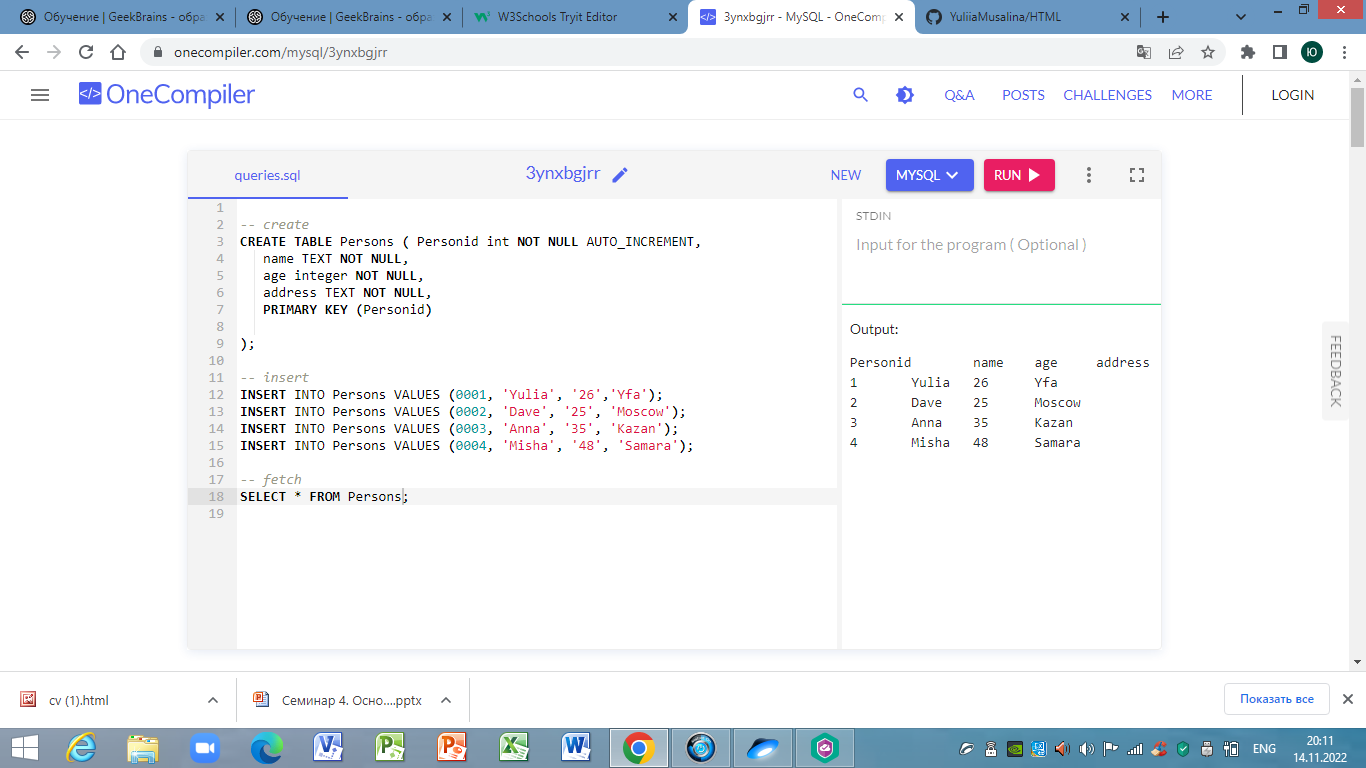 Обучение | GeekBrains - обра
Обучение | GeekBrains - обра
W3Schools Tryit Editor
3ynxbgjrr - MySQL - OneComp
YuliiaMusalina/HTML
onecompiler.com/mysql/3ynxbgjrr
Ю
</> OneCompiler
Q&A
POSTS
CHALLENGES
MORE
LOGIN
queries.sql
3ynxbgjrr
NEW
MYSQL
RUN
1
2 -- create
3 CREATE TABLE Persons ( Personid int NOT NULL AUTO_INCREMENT,
4 name TEXT NOT NULL,
5 age integer NOT NULL,
6 address TEXT NOT NULL,
7 PRIMARY KEY (Personid)
8
9 );
10
11 -- insert
12 INSERT INTO Persons VALUES (0001, 'Yulia', '26','Yfa');
13 INSERT INTO Persons VALUES (0002, 'Dave', '25', 'Moscow');
14 INSERT INTO Persons VALUES (0003, 'Anna', '35', 'Kazan');
15 INSERT INTO Persons VALUES (0004, 'Misha', '48', 'Samara');
16
17 -- fetch
18 SELECT * FROM Persons;
19
STDIN
Input for the program ( Optional )
Output:
Personid name age address
1 Yulia 26 Yfa
2 Dave 25 Moscow
3 Anna 35 Kazan
4 Misha 48 Samara
FEEDBACK
cv (1).html
Семинар 4. Осно....pptx
Показать все
ENG
20:11
14.11.2022